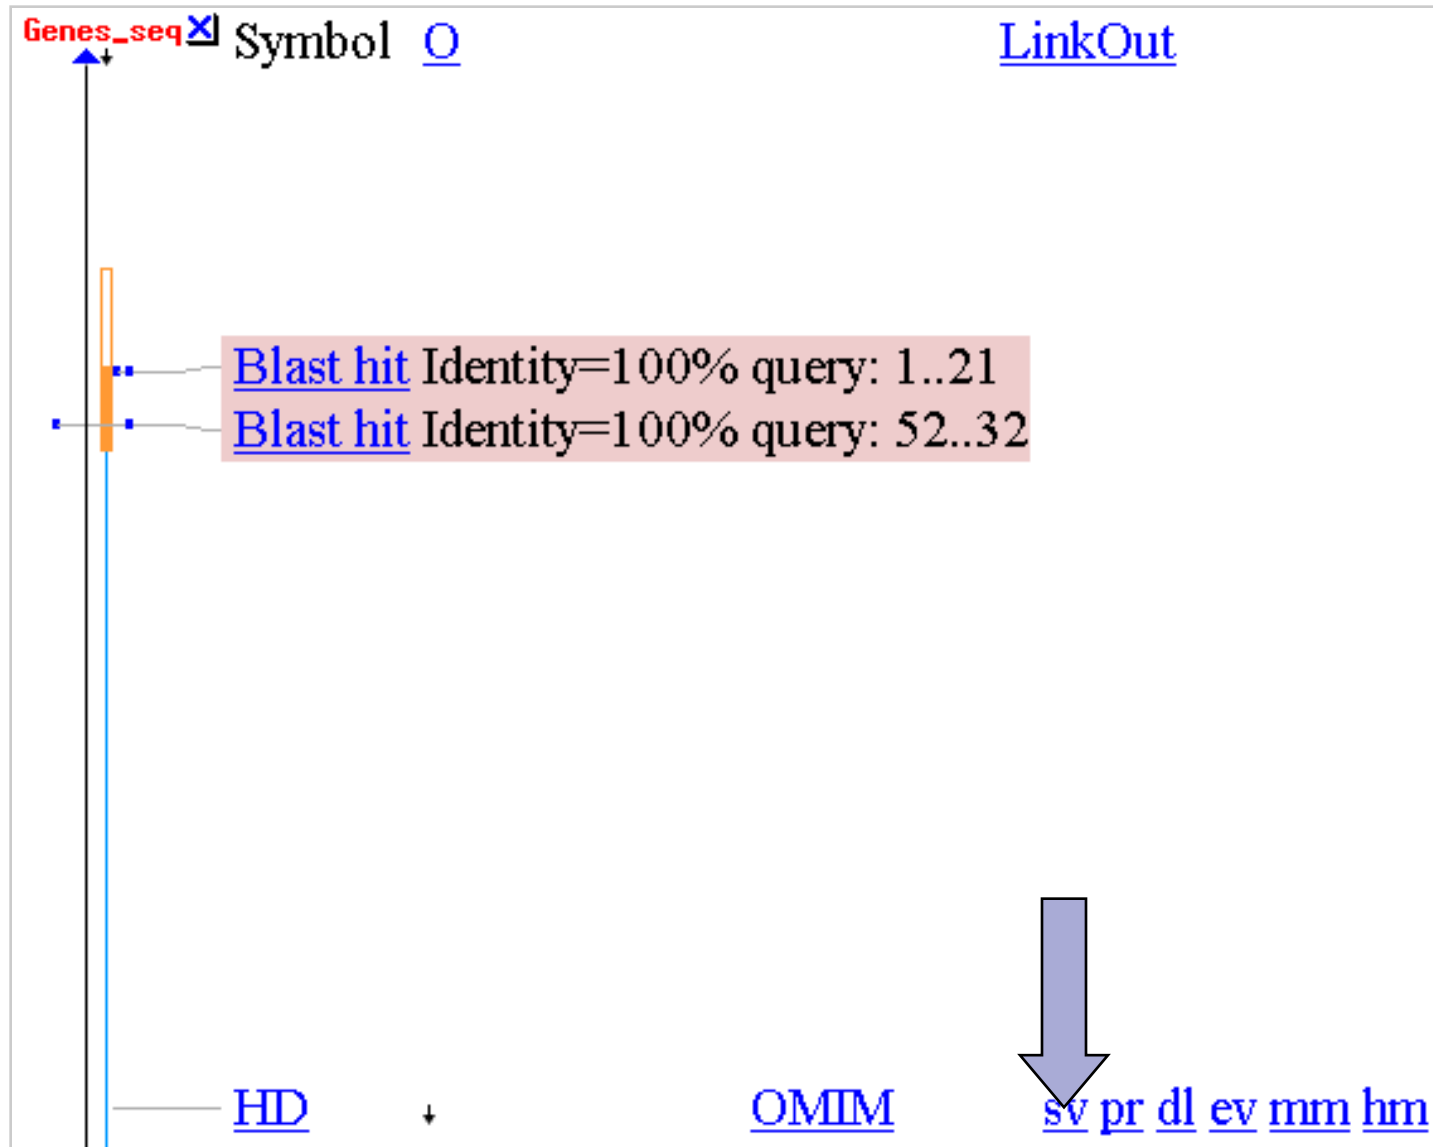 Genes_seq Symbol O LinkOut
Blast hit Identity=100% query: 1..21
Blast hit Identity=100% query: 52..32
HD OMIM sv pr dl ev mm hm